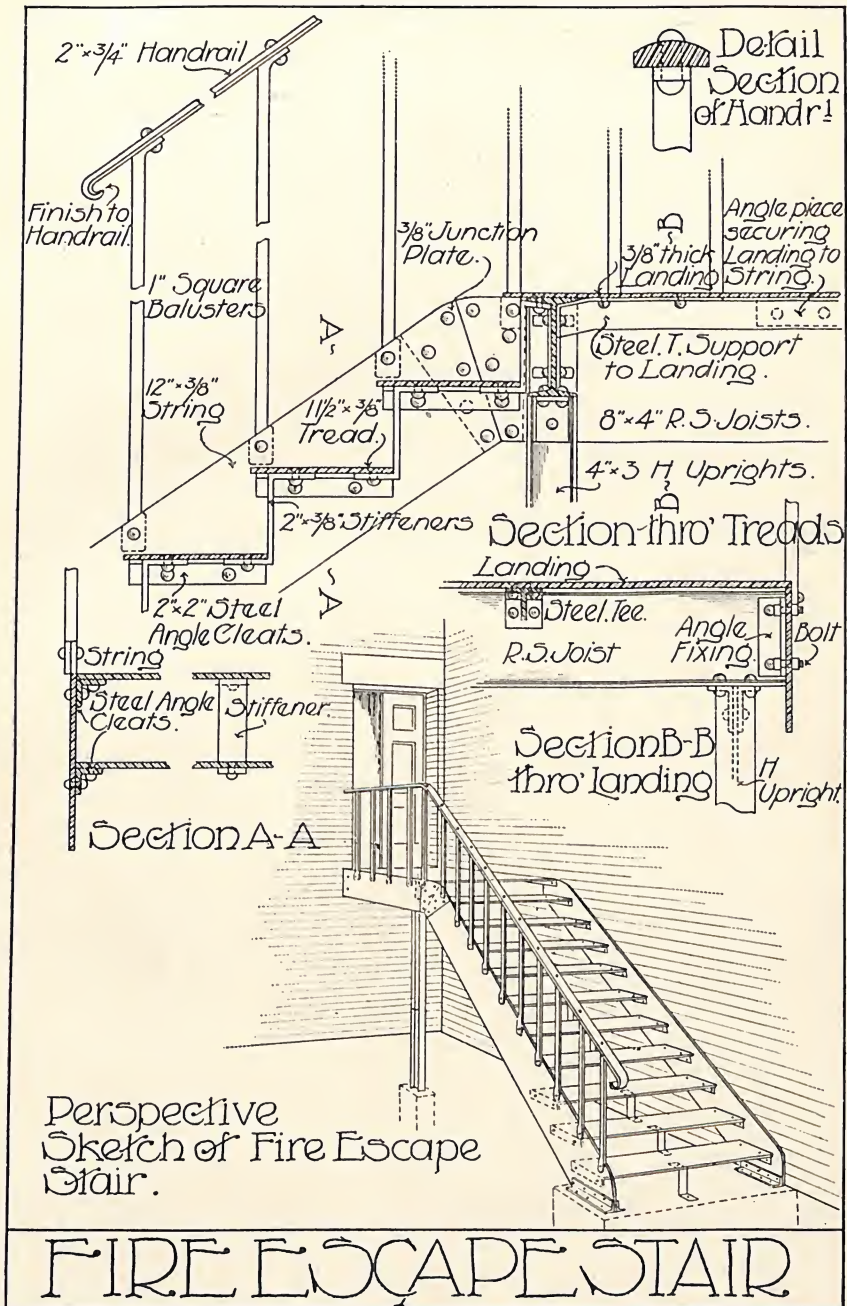 2"×3/4" Handrail
Detail
Section
of Handr!
Finish to
Handrail.
3/8" Junction
Plate.
B
3/8" thick
Landing
Angle piece
securing
Landing to
String.
1" Square
Balusters
A
Steel. T. Support
to Landing.
12"×3/8"
String
11 1/2"×3/8"
Tread.
8"×4" R.S. Joists.
4"×3 H Uprights.
B
2"×3/8" Stiffeners
Section thro' Treads
A
2"×2" Steel
Angle Cleats.
Landing
Steel. Tee.
R.S. Joist
Angle
Fixing.
Bolt
String
Steel Angle
Cleats.
Stiffener.
Section B-B
thro' Landing
H
Upright.
Section A-A
Perspective
Sketch of Fire Escape
Stair.
FIRE ESCAPE STAIR